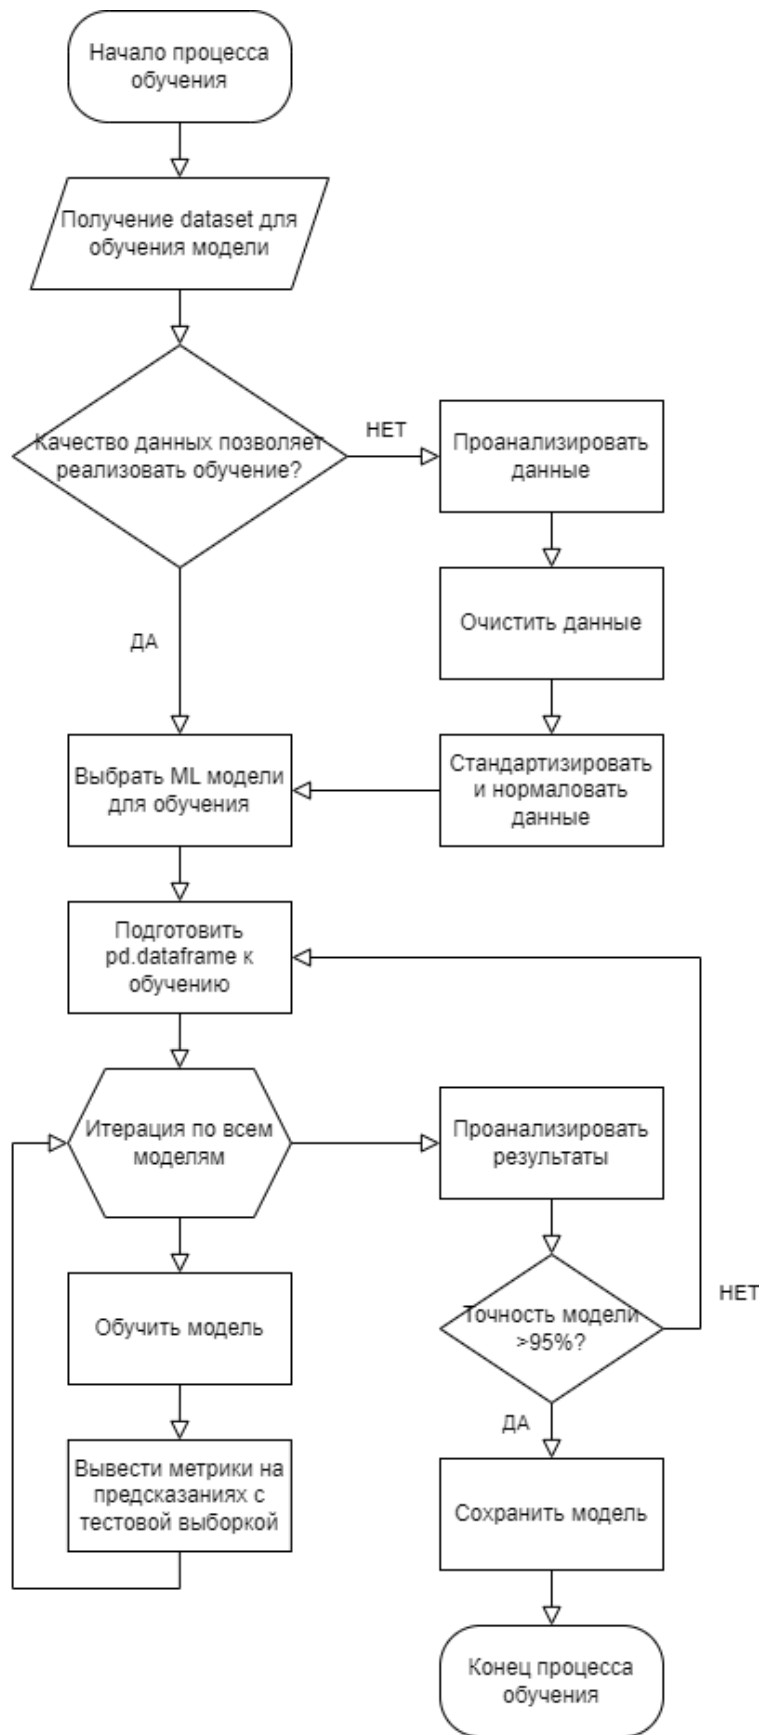 Начало процесса
обучения
Получение dataset для
обучения модели
Качество данных позволяет
реализовать обучение?
НЕТ
Проанализировать
данные
Очистить данные
ДА
Стандартизировать
и нормаловать
данные
Выбрать ML модели
для обучения
Подготовить
pd.dataframe к
обучению
Итерация по всем
моделям
Проанализировать
результаты
Обучить модель
Точность модели
>95%?
НЕТ
ДА
Вывести метрики на
предсказаниях с
тестовой выборкой
Сохранить модель
Конец процесса
обучения